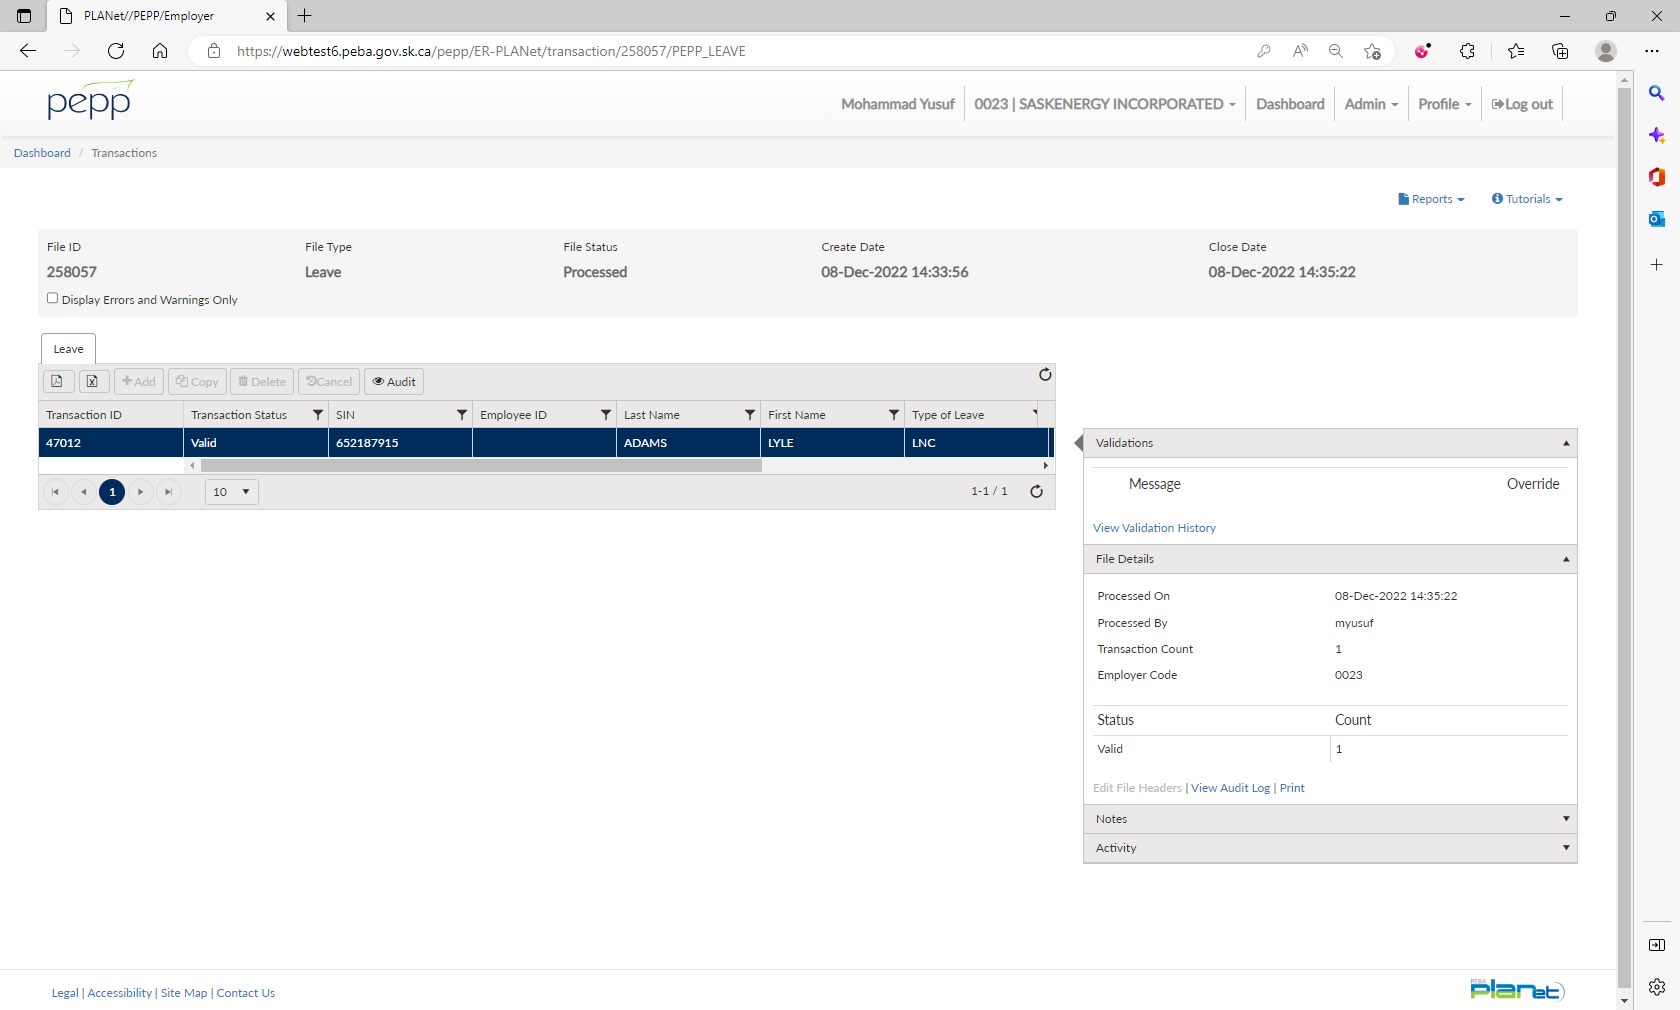 PLANet//PEPP/Employer
https://webtest6.peba.gov.sk.ca/pepp/ER-PLANet/transaction/258057/PEPP_LEAVE
pepp
Mohammad Yusuf
0023 | SASKENERGY INCORPORATED
Dashboard
Admin
Profile
Log out
Dashboard / Transactions
Reports
Tutorials
File ID
File Type
File Status
Create Date
Close Date
258057
Leave
Processed
08-Dec-2022 14:33:56
08-Dec-2022 14:35:22
Display Errors and Warnings Only
Leave
Add
Copy
Delete
Cancel
Audit
Transaction ID
Transaction Status
SIN
Employee ID
Last Name
First Name
Type of Leave
47012
Valid
652187915
ADAMS
LYLE
LNC
1
10
1-1 / 1
Validations
Message
Override
View Validation History
File Details
Processed On
08-Dec-2022 14:35:22
Processed By
myusuf
Transaction Count
1
Employer Code
0023
Status
Count
Valid
1
Edit File Headers | View Audit Log | Print
Notes
Activity
Legal | Accessibility | Site Map | Contact Us
PEBA
planet